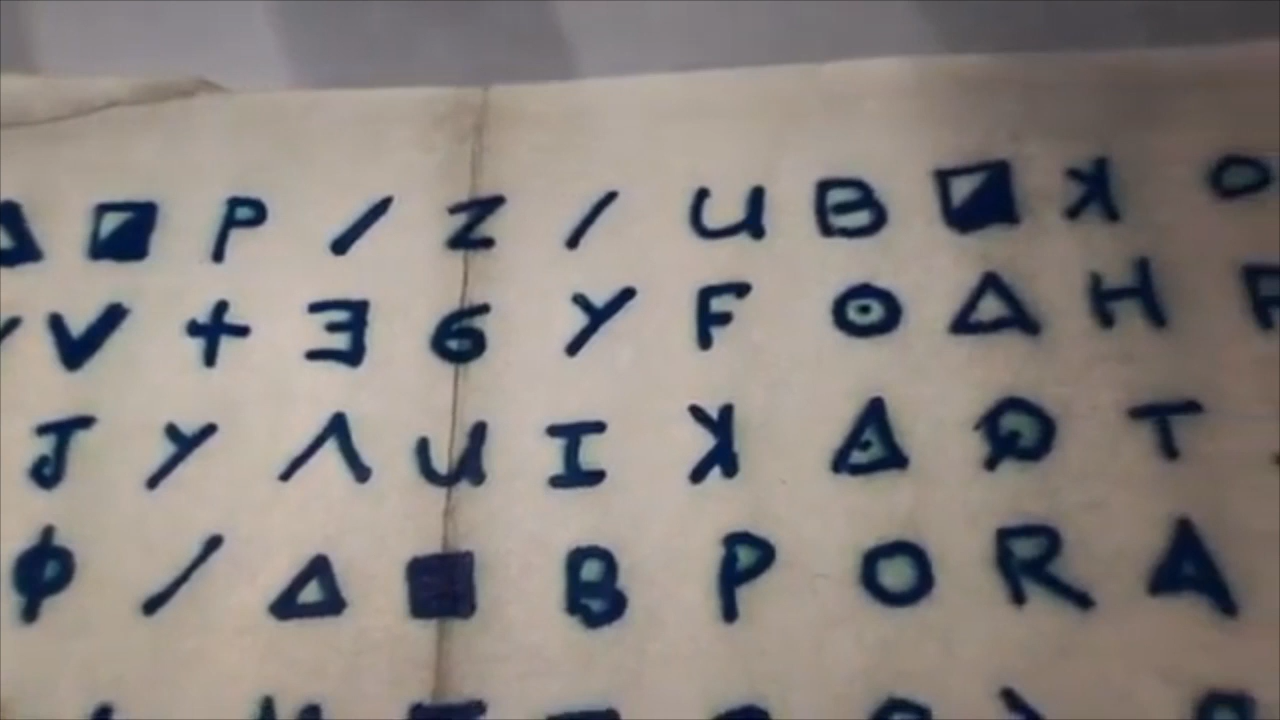 Δ ◪ P / Z / U B ◪ ꓘ O
V + Ǝ 6 Y F ⊙ Δ H F
J Y Λ U I ꓘ ◬ Q T
Φ / Δ ■ B P O R A